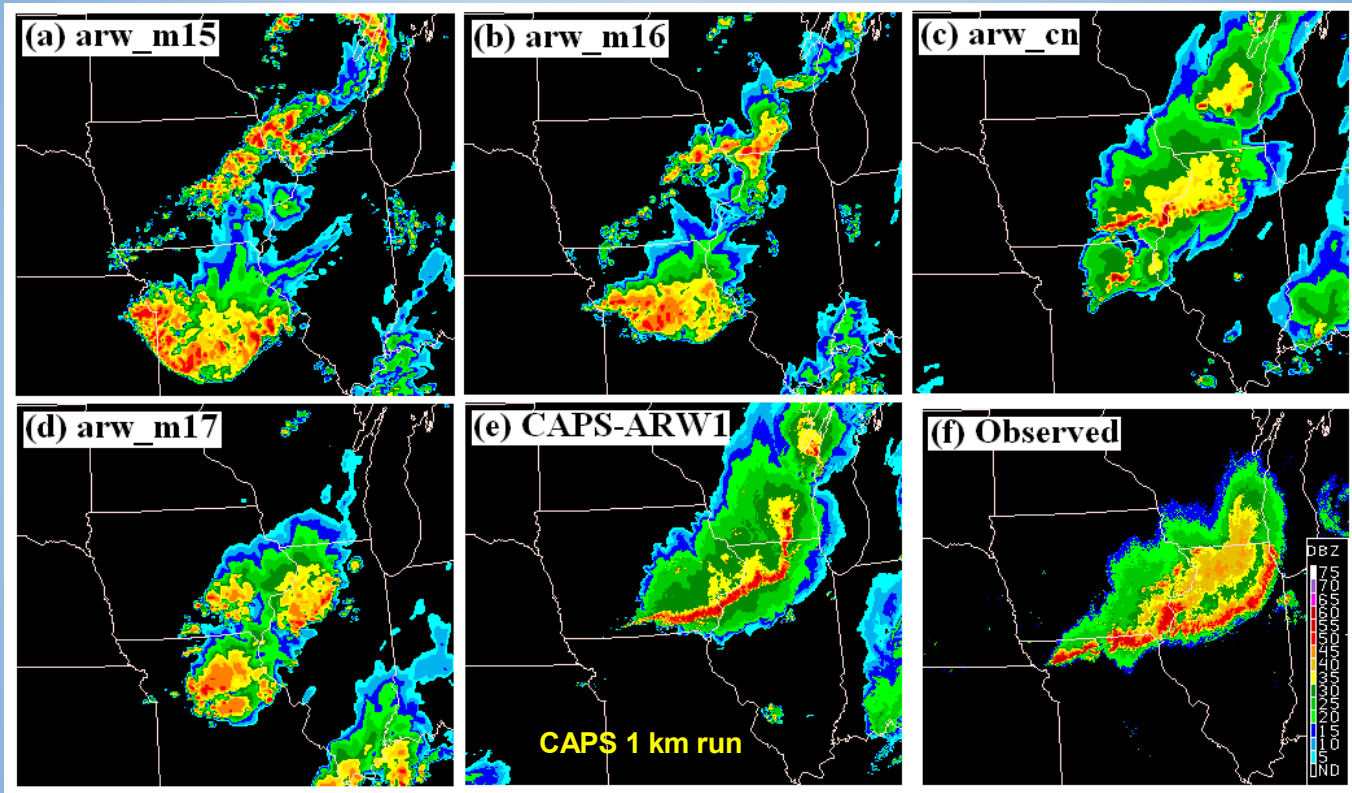 (a) arw_m15
(b) arw_m16
(c) arw_cn
(d) arw_m17
(e) CAPS-ARW1
(f) Observed
CAPS 1 km run
DBZ
75
70
65
60
55
50
45
40
35
30
25
20
15
10
5
ND